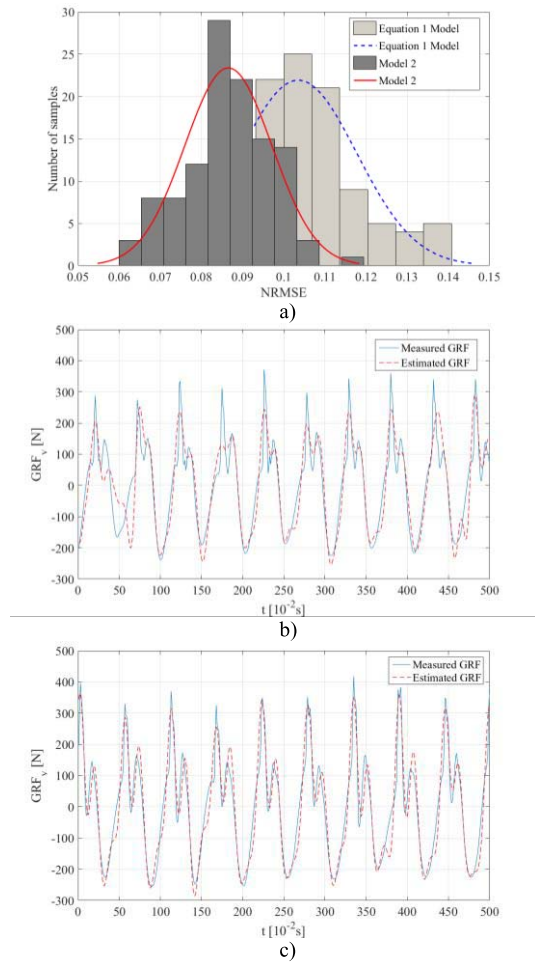 30
25
20
15
10
5
0
Number of samples
Equation 1 Model
Equation 1 Model
Model 2
Model 2
0.05 0.06 0.07 0.08 0.09 0.1 0.11 0.12 0.13 0.14 0.15
NRMSE
a)
500
400
300
200
100
0
-100
-200
-300
GRFv [N]
Measured GRF
Estimated GRF
0 50 100 150 200 250 300 350 400 450 500
t [10-2s]
b)
500
400
300
200
100
0
-100
-200
-300
GRFv [N]
Measured GRF
Estimated GRF
0 50 100 150 200 250 300 350 400 450 500
t [10-2s]
c)